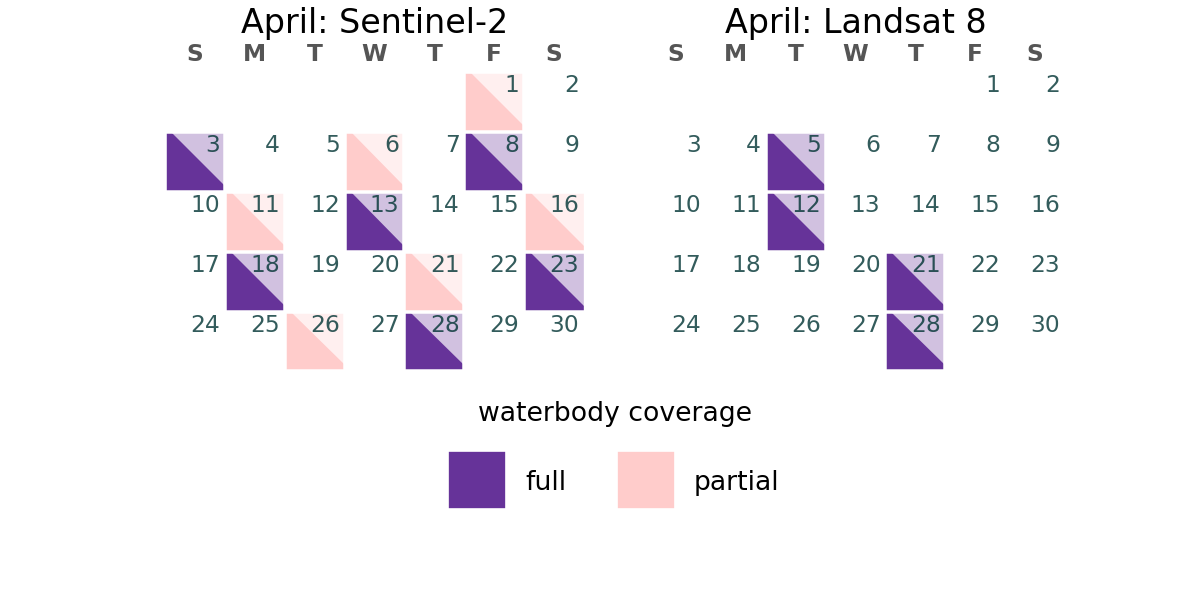 April: Sentinel-2
S M T W T F S
1 2
3 4 5 6 7 8 9
10 11 12 13 14 15 16
17 18 19 20 21 22 23
24 25 26 27 28 29 30
April: Landsat 8
S M T W T F S
1 2
3 4 5 6 7 8 9
10 11 12 13 14 15 16
17 18 19 20 21 22 23
24 25 26 27 28 29 30
waterbody coverage
full partial